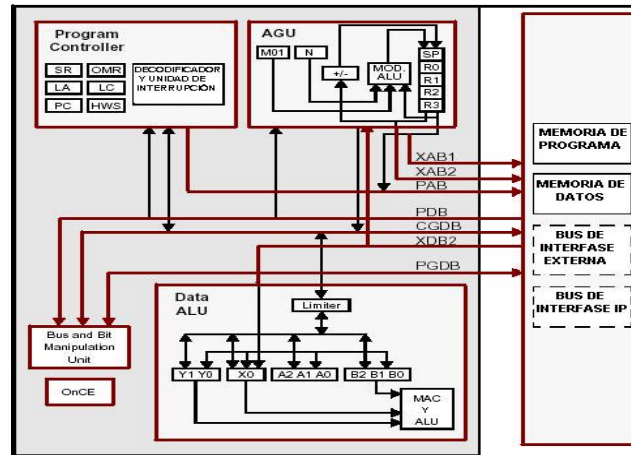 Program
Controller
SR
OMR
LA
LC
PC
HWS
DECODIFICADOR
Y UNIDAD DE
INTERRUPCIÓN
AGU
M01
N
+/-
MOD.
ALU
SP
R0
R1
R2
R3
XAB1
XAB2
PAB
PDB
CGDB
XDB2
PGDB
MEMORIA DE
PROGRAMA
MEMORIA DE
DATOS
BUS DE
INTERFASE
EXTERNA
BUS DE
INTERFASE IP
Bus and Bit
Manipulation
Unit
OnCE
Data
ALU
Limiter
Y1 Y0
X0
A2 A1 A0
B2 B1 B0
MAC
Y
ALU